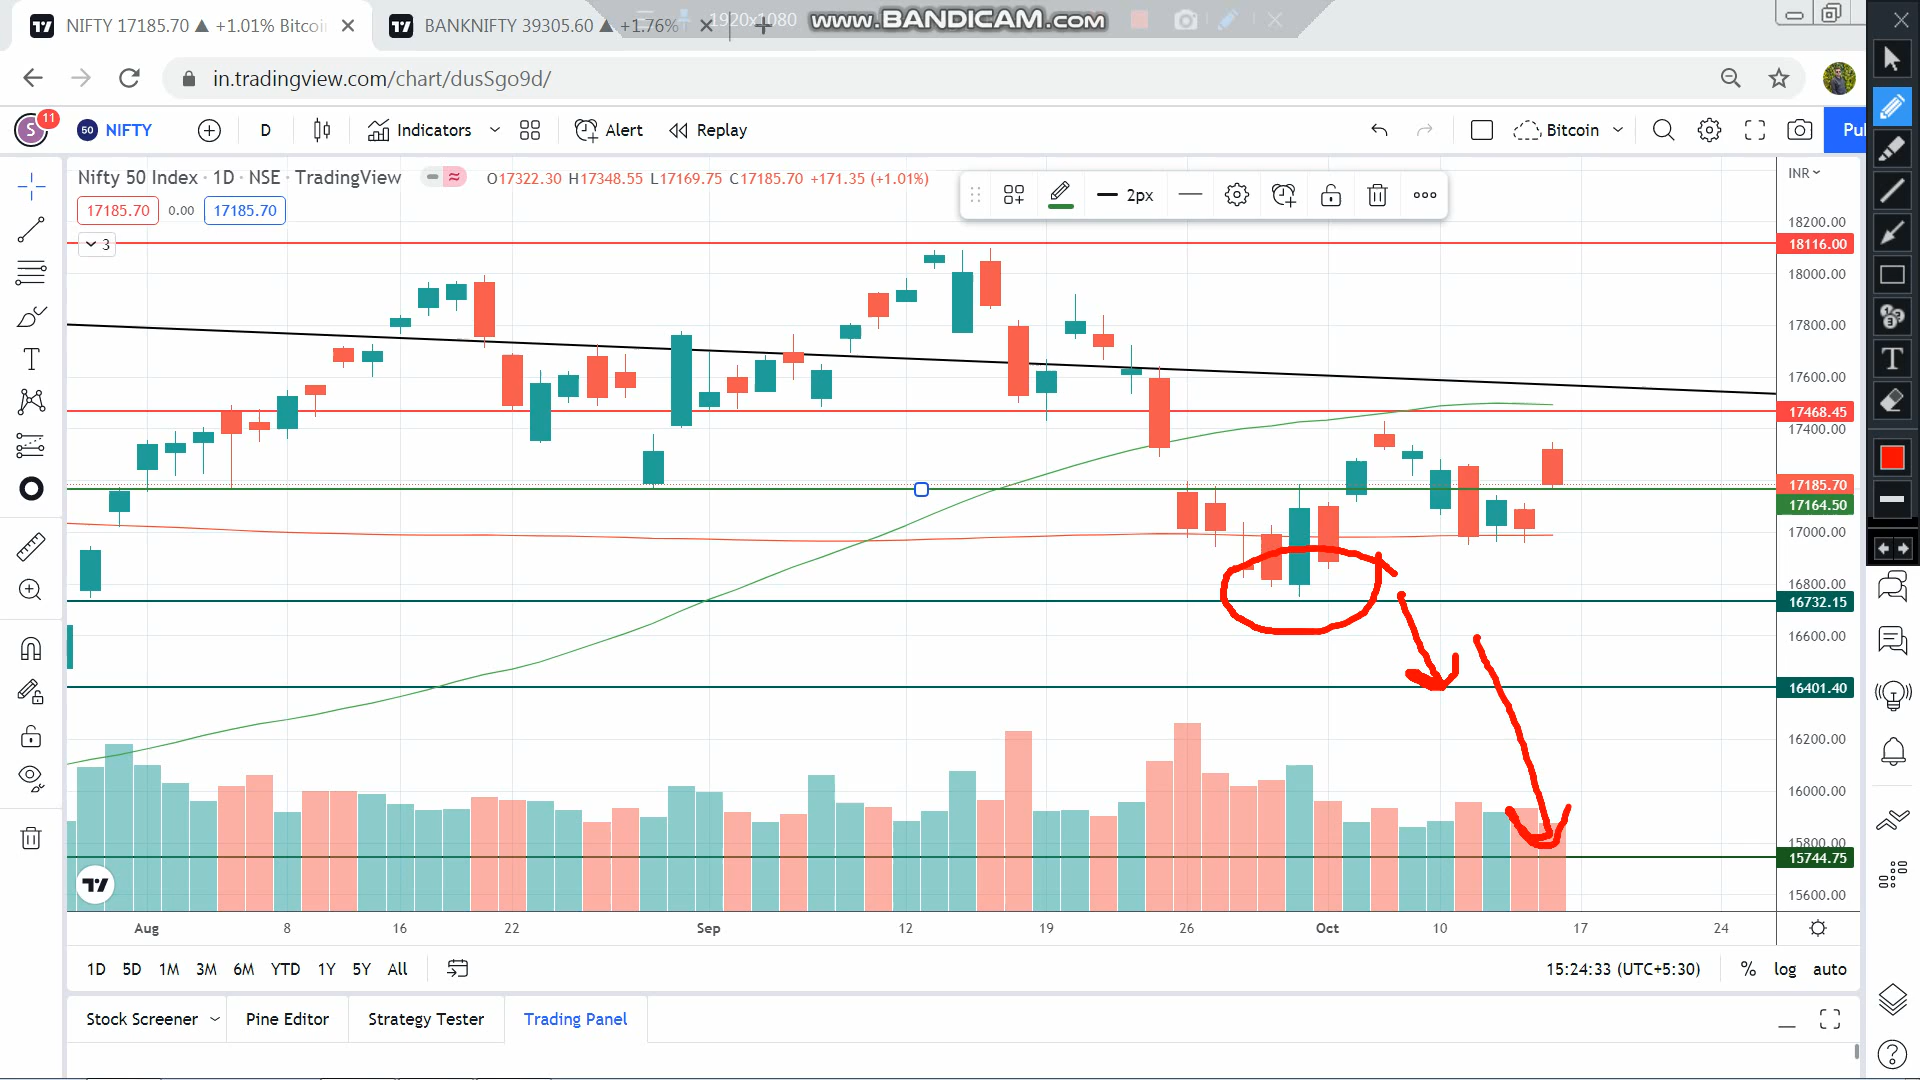 NIFTY 17185.70 ▲ +1.01% Bitcoi
BANKNIFTY 39305.60 ▲ +1.76%
1920x1080
www.BANDICAM.com
in.tradingview.com/chart/dusSgo9d/
S
11
50
NIFTY
D
Indicators
Alert
Replay
Bitcoin
Pu
Nifty 50 Index · 1D · NSE · TradingView
O17322.30 H17348.55 L17169.75 C17185.70 +171.35 (+1.01%)
2px
INR
17185.70
0.00
17185.70
3
18200.00
18116.00
18000.00
17800.00
17600.00
17468.45
17400.00
17185.70
17164.50
17000.00
16800.00
16732.15
16600.00
16401.40
16200.00
16000.00
15800.00
15744.75
15600.00
Aug
8
16
22
Sep
12
19
26
Oct
10
17
24
1D
5D
1M
3M
6M
YTD
1Y
5Y
All
15:24:33 (UTC+5:30)
%
log
auto
Stock Screener
Pine Editor
Strategy Tester
Trading Panel